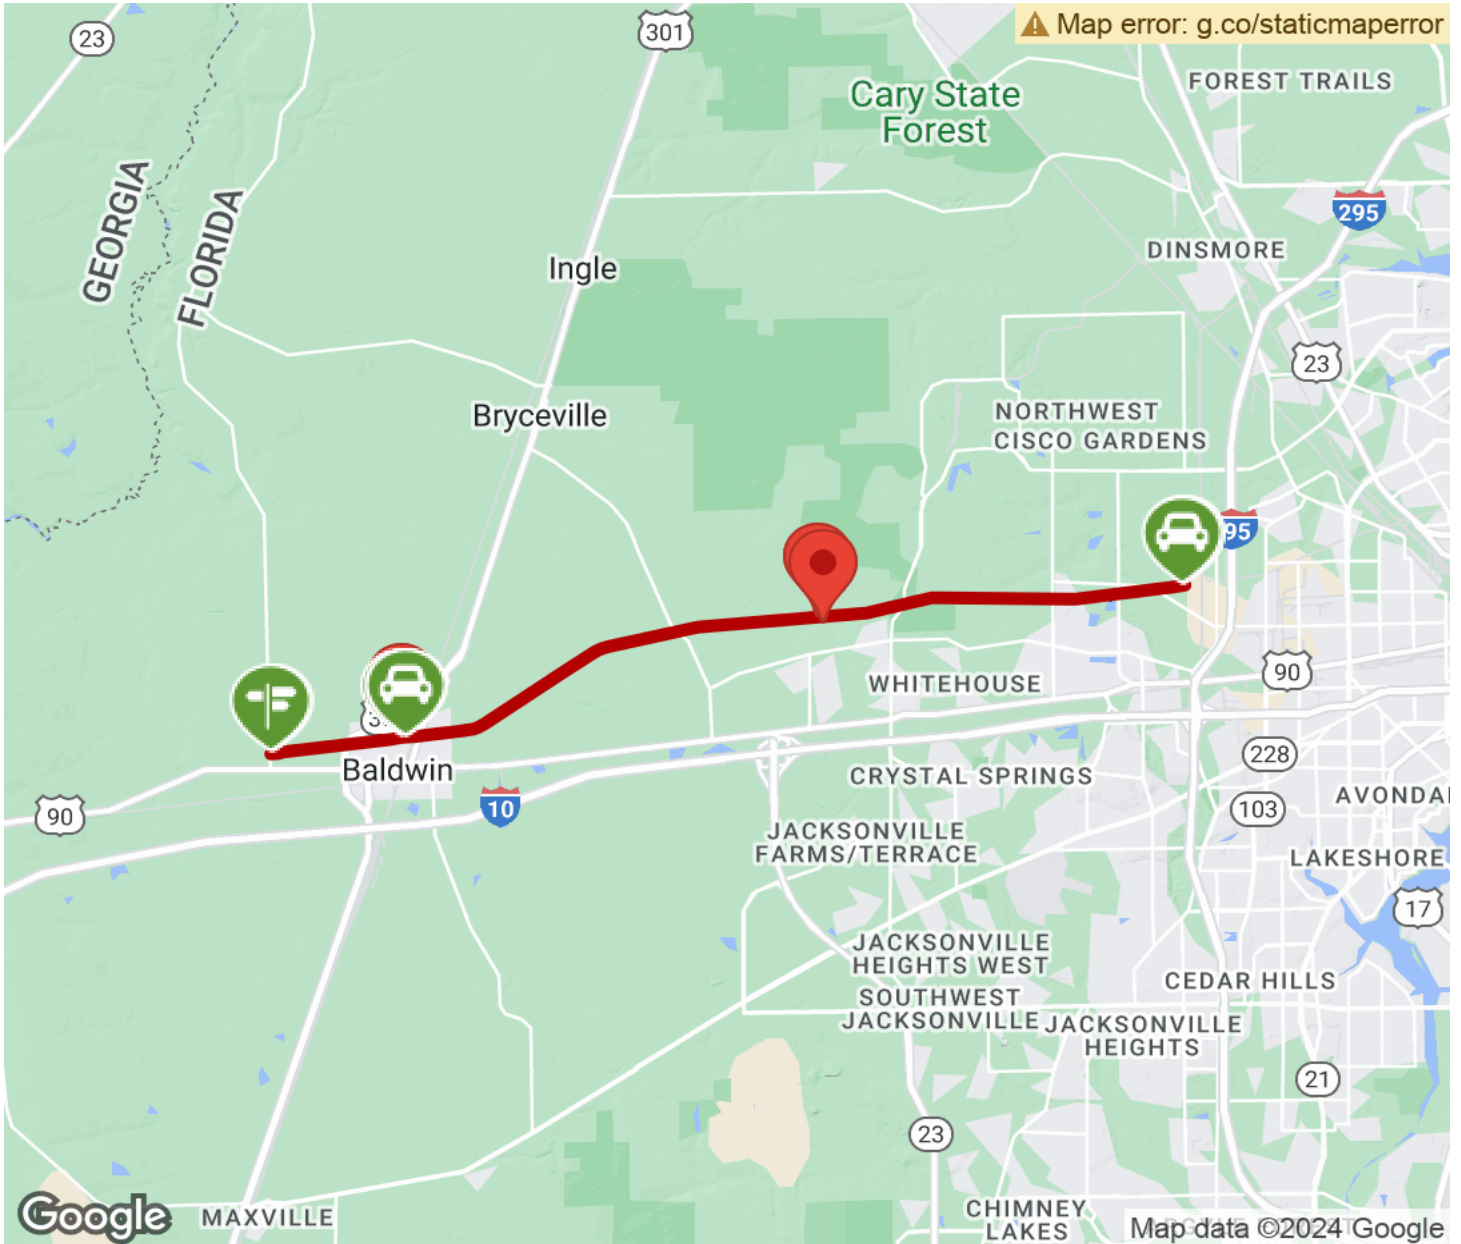 Map error: g.co/staticmaperror
23
301
Cary State
Forest
FOREST TRAILS
GEORGIA
FLORIDA
295
DINSMORE
Ingle
23
Bryceville
NORTHWEST
CISCO GARDENS
95
WHITEHOUSE
90
Baldwin
228
CRYSTAL SPRINGS
90
10
103
AVONDA
JACKSONVILLE
FARMS/TERRACE
LAKESHORE
17
JACKSONVILLE
HEIGHTS WEST
CEDAR HILLS
SOUTHWEST
JACKSONVILLE
JACKSONVILLE
HEIGHTS
21
23
Google
MAXVILLE
CHIMNEY
LAKES
Map data ©2024 Google